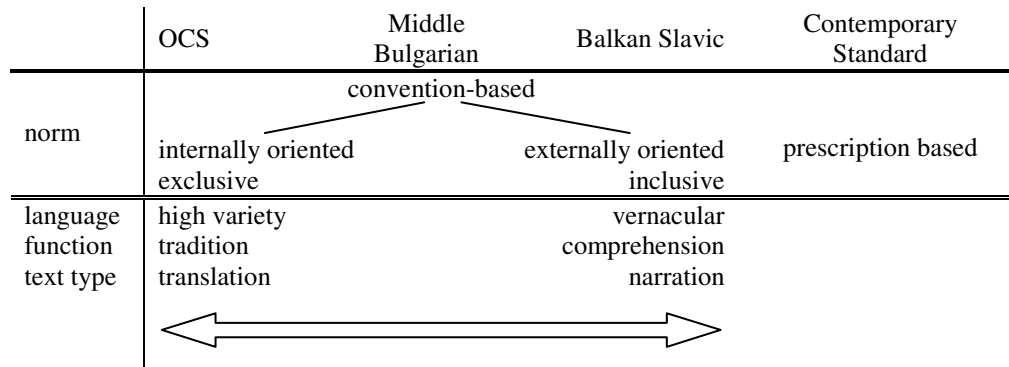 OCS Middle Bulgarian Balkan Slavic Contemporary Standard
convention-based
norm internally oriented externally oriented prescription based
exclusive inclusive
language high variety vernacular
function tradition comprehension
text type translation narration